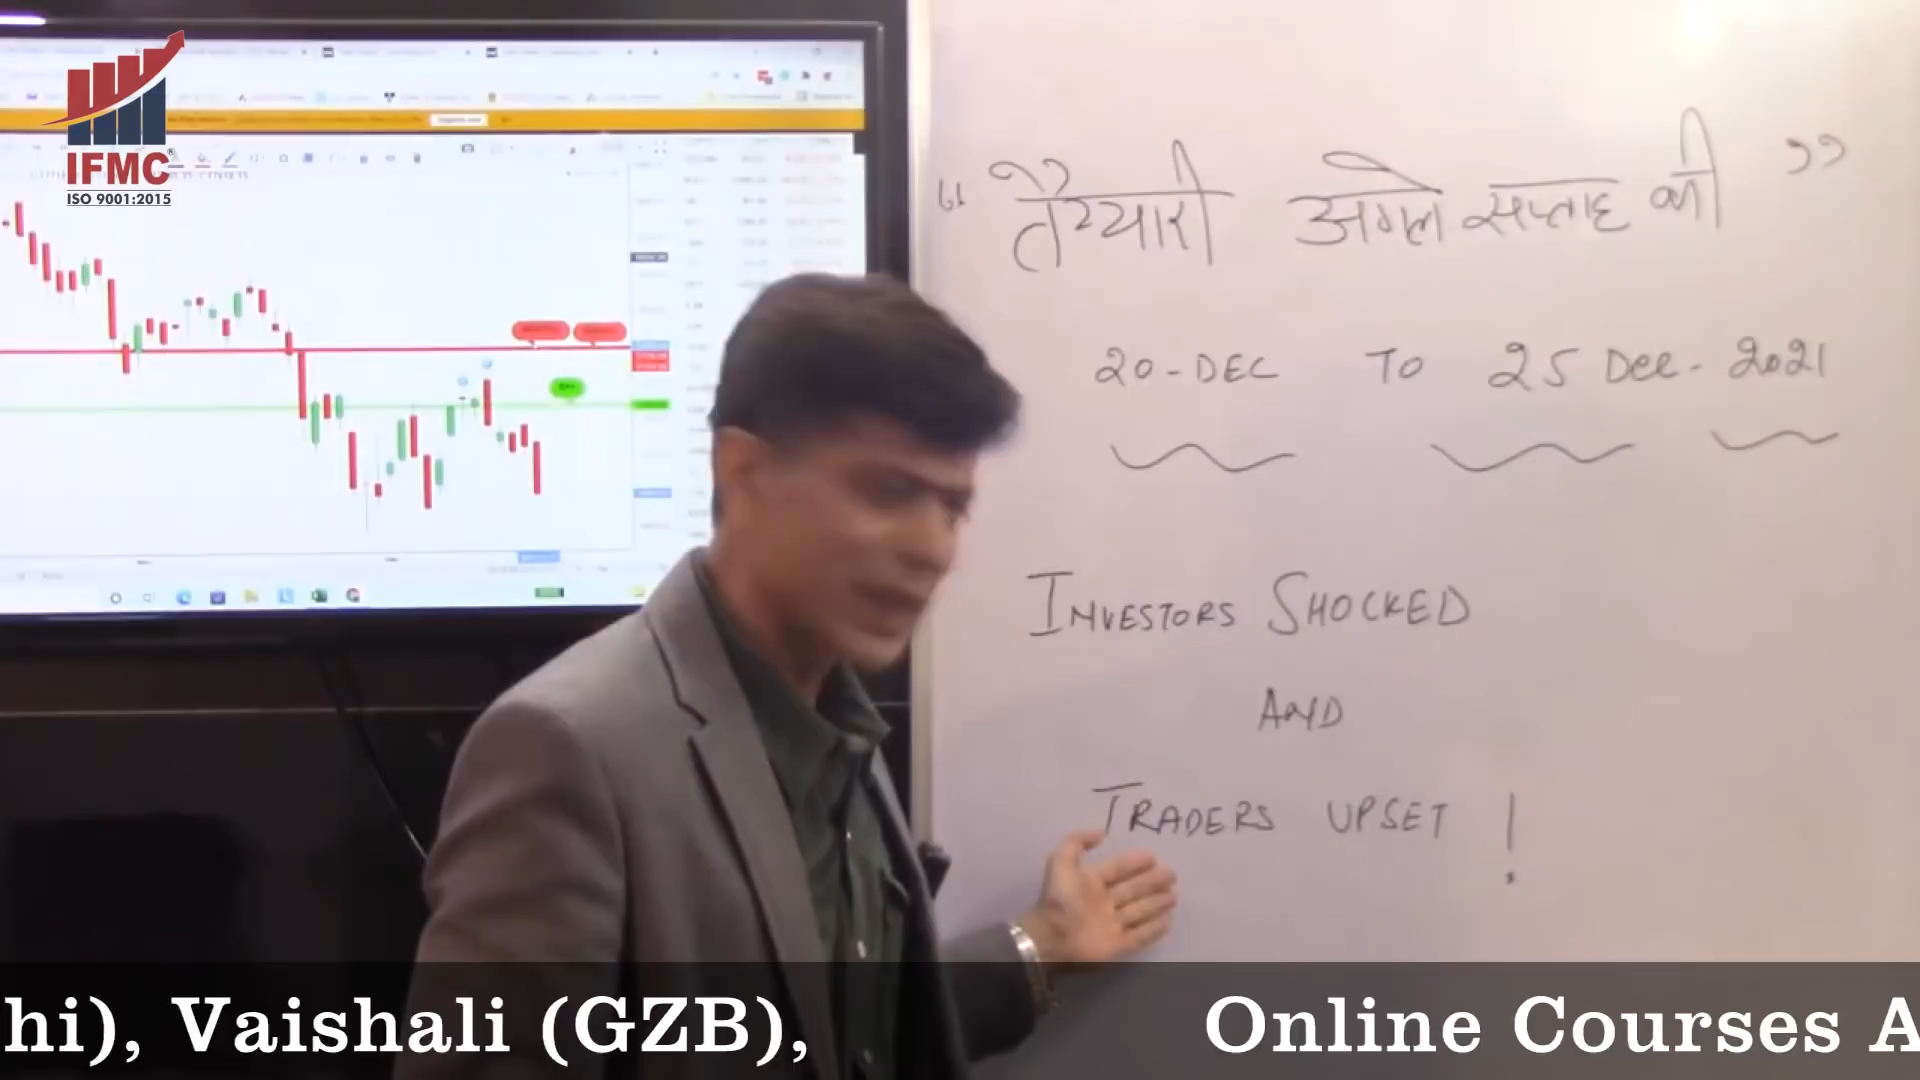 IFMC®
ISO 9001:2015
“ तैय्यारी अगले सप्ताह की ”
20-DEC TO 25 DEC-2021
INVESTORS SHOCKED
AND
TRADERS UPSET !
hi), Vaishali (GZB), Online Courses A